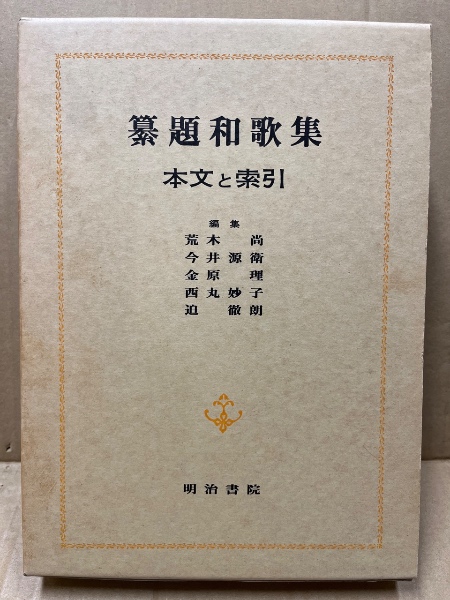 纂題和歌集
本文と索引
編集
荒木 尚
今井源衛
金原 理
西丸妙子
迫 徹朗
明治書院